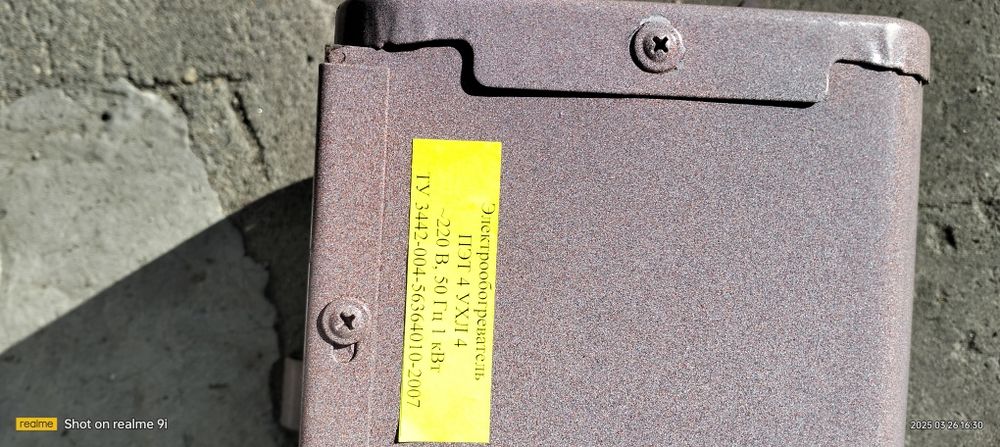 Электрообогреватель
ПЭТ 4 УХЛ 4
~220 В, 50 Гц 1 кВт
ТУ 3442-004-56364010-2007
realme Shot on realme 9i
2025 03 26 16:30